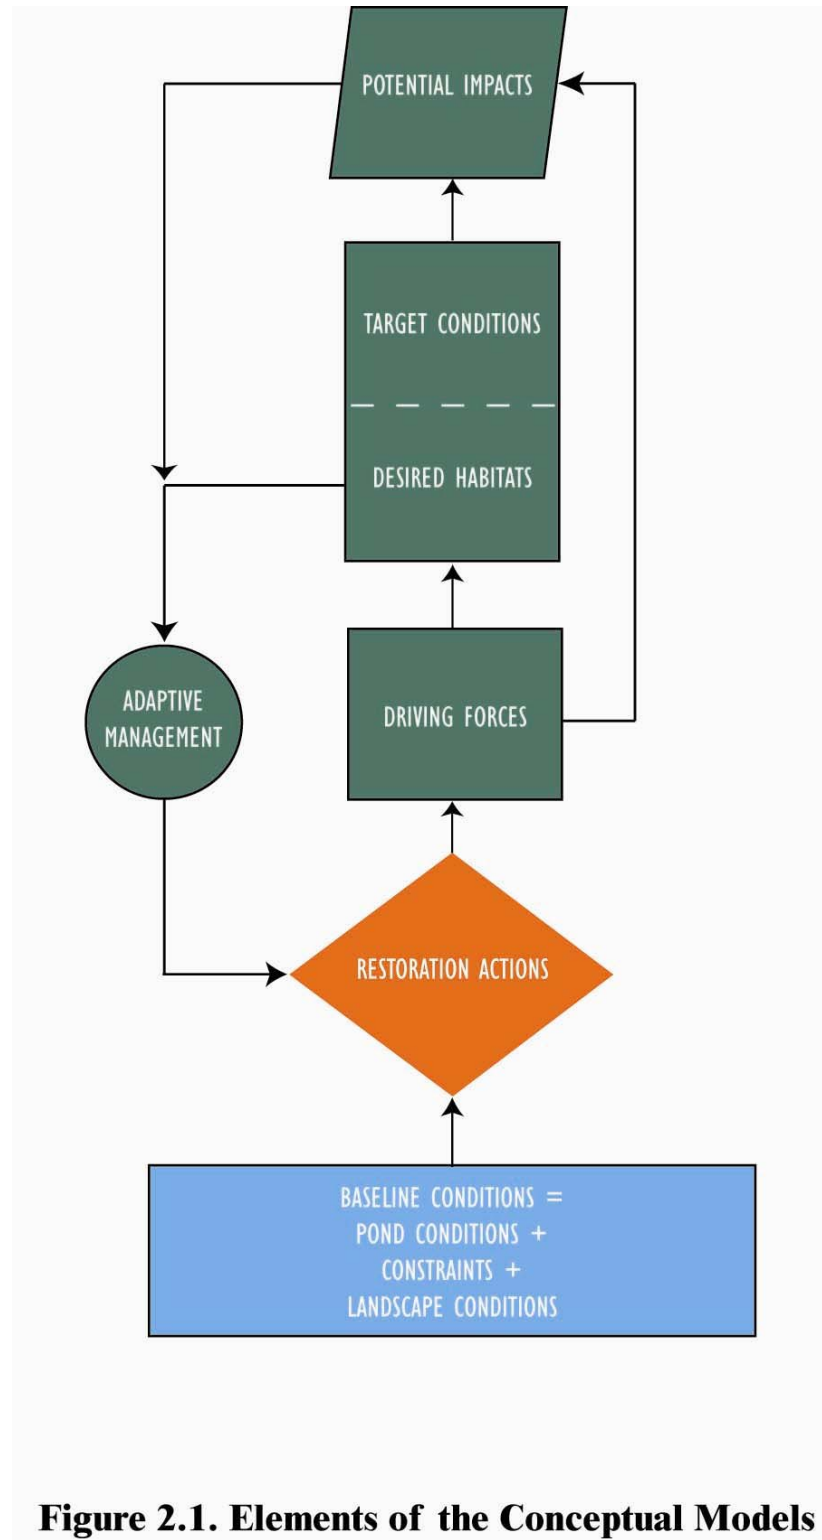 POTENTIAL IMPACTS
TARGET CONDITIONS
DESIRED HABITATS
ADAPTIVE
MANAGEMENT
DRIVING FORCES
RESTORATION ACTIONS
BASELINE CONDITIONS =
POND CONDITIONS +
CONSTRAINTS +
LANDSCAPE CONDITIONS
Figure 2.1. Elements of the Conceptual Models